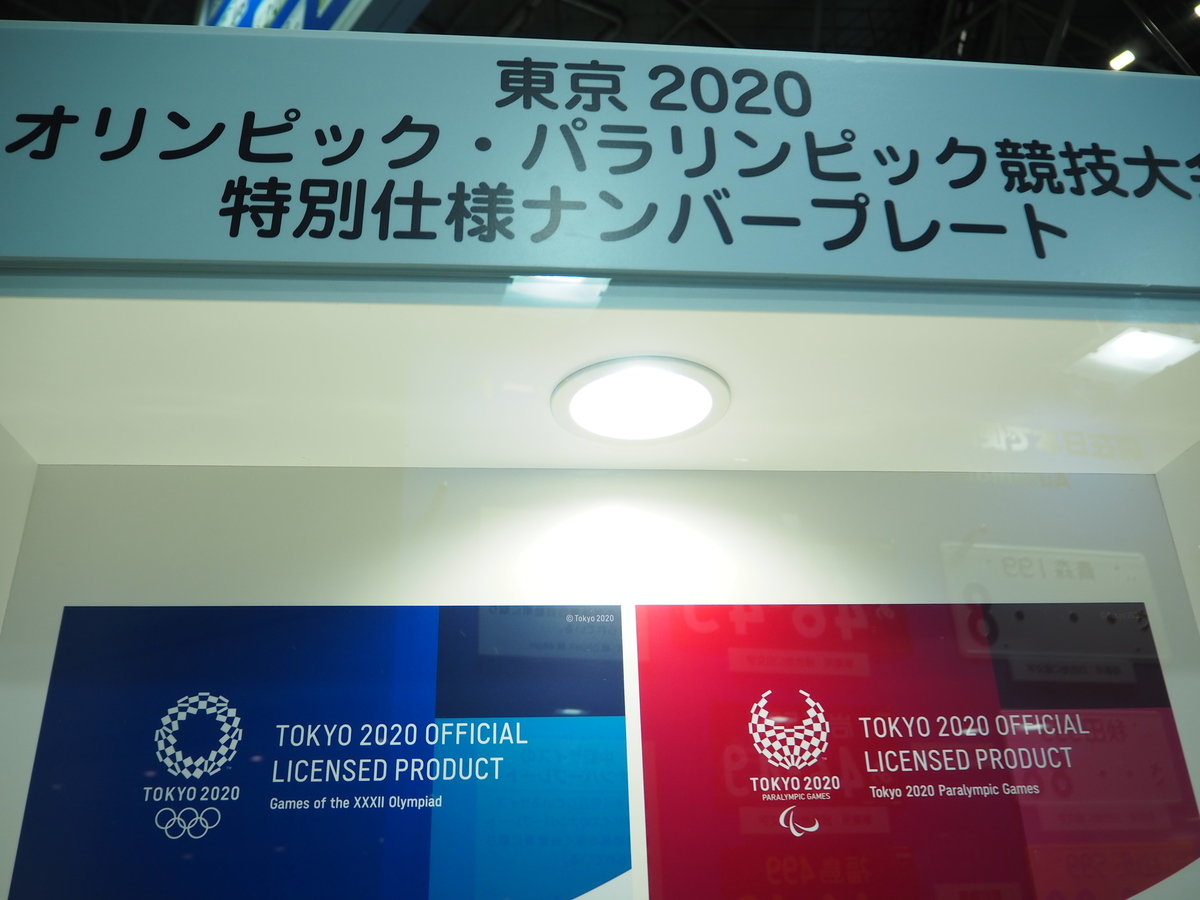 東京 2020
オリンピック・パラリンピック競技大会
特別仕様ナンバープレート
© Tokyo 2020
TOKYO 2020 OFFICIAL
LICENSED PRODUCT
Games of the XXXII Olympiad
TOKYO 2020
TOKYO 2020 OFFICIAL
LICENSED PRODUCT
Tokyo 2020 Paralympic Games
TOKYO 2020
PARALYMPIC GAMES